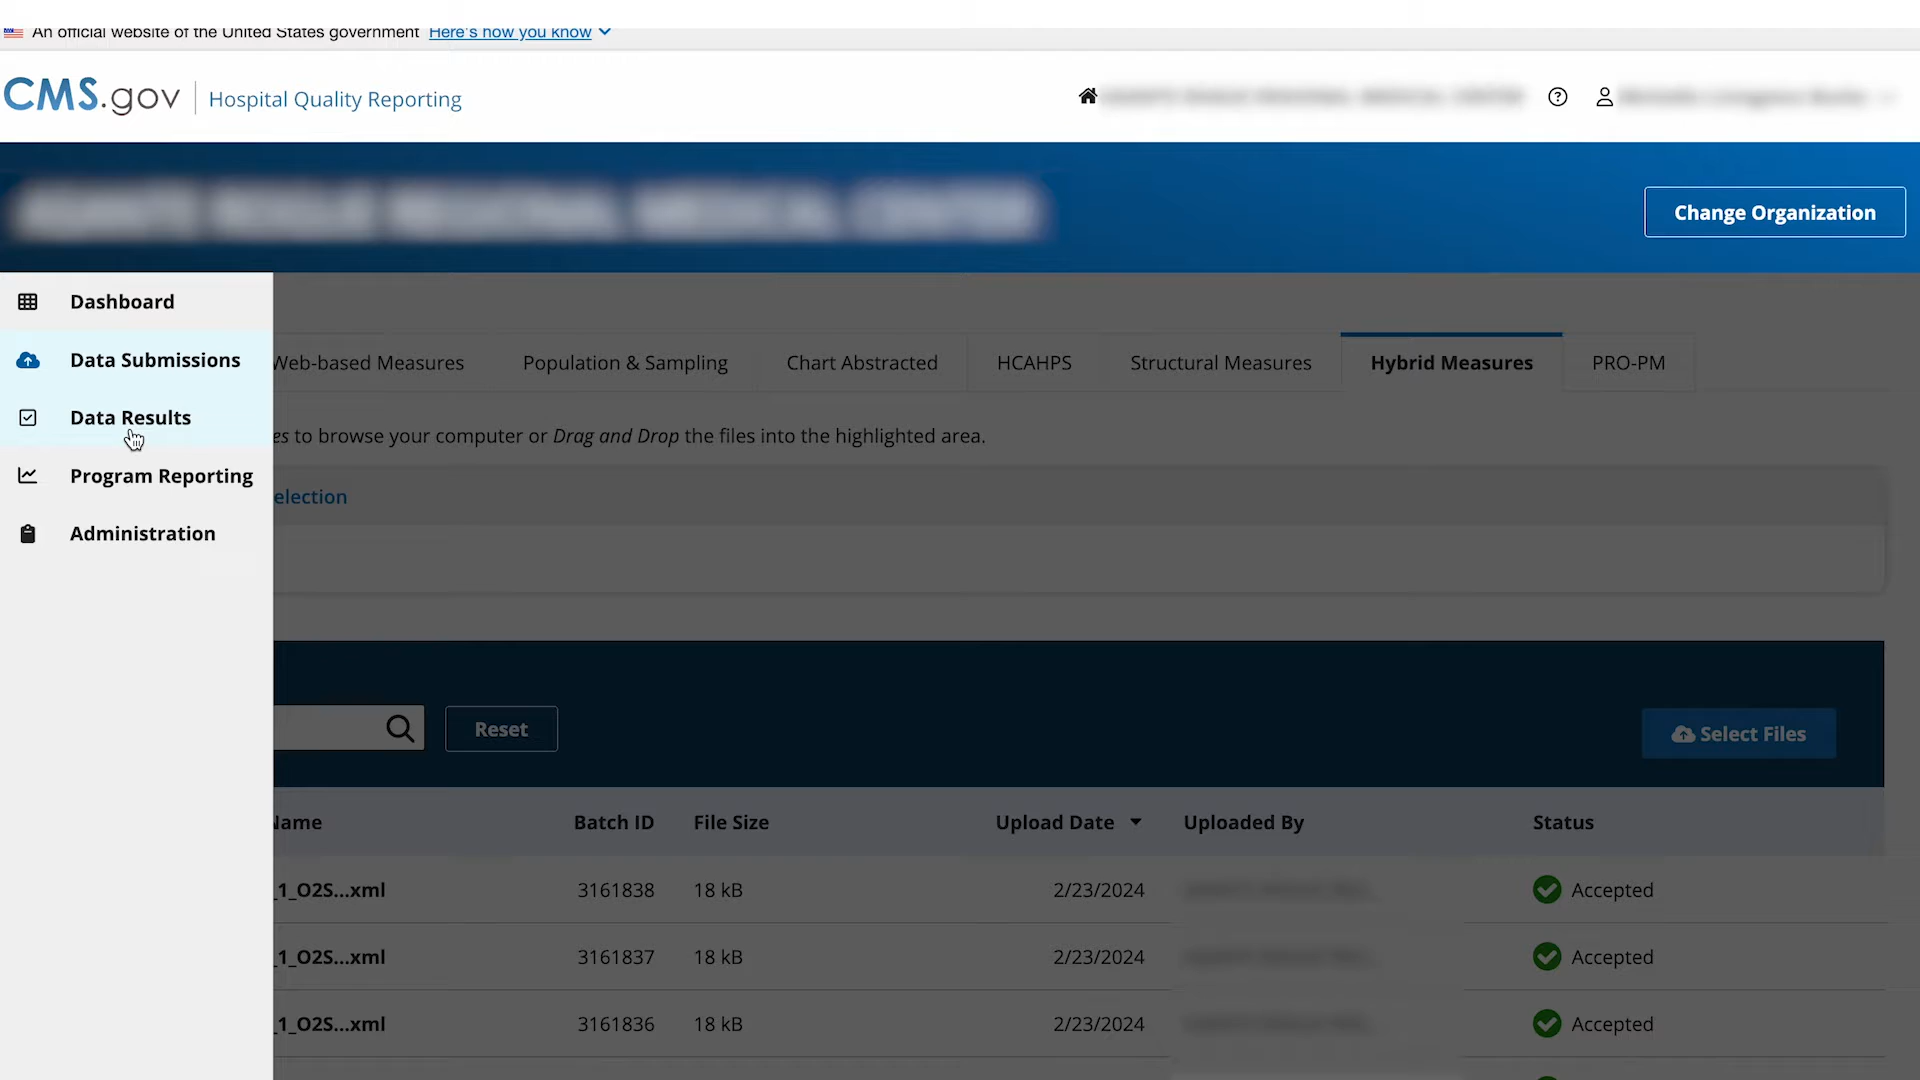 An official website of the United States government Here's how you know
CMS.gov Hospital Quality Reporting
Change Organization
Dashboard
Data Submissions
Data Results
Program Reporting
Administration
Web-based Measures Population & Sampling Chart Abstracted HCAHPS Structural Measures Hybrid Measures PRO-PM
es to browse your computer or Drag and Drop the files into the highlighted area.
election
Reset
Select Files
Name Batch ID File Size Upload Date Uploaded By Status
_1_O2S...xml 3161838 18 kB 2/23/2024 Accepted
_1_O2S...xml 3161837 18 kB 2/23/2024 Accepted
_1_O2S...xml 3161836 18 kB 2/23/2024 Accepted